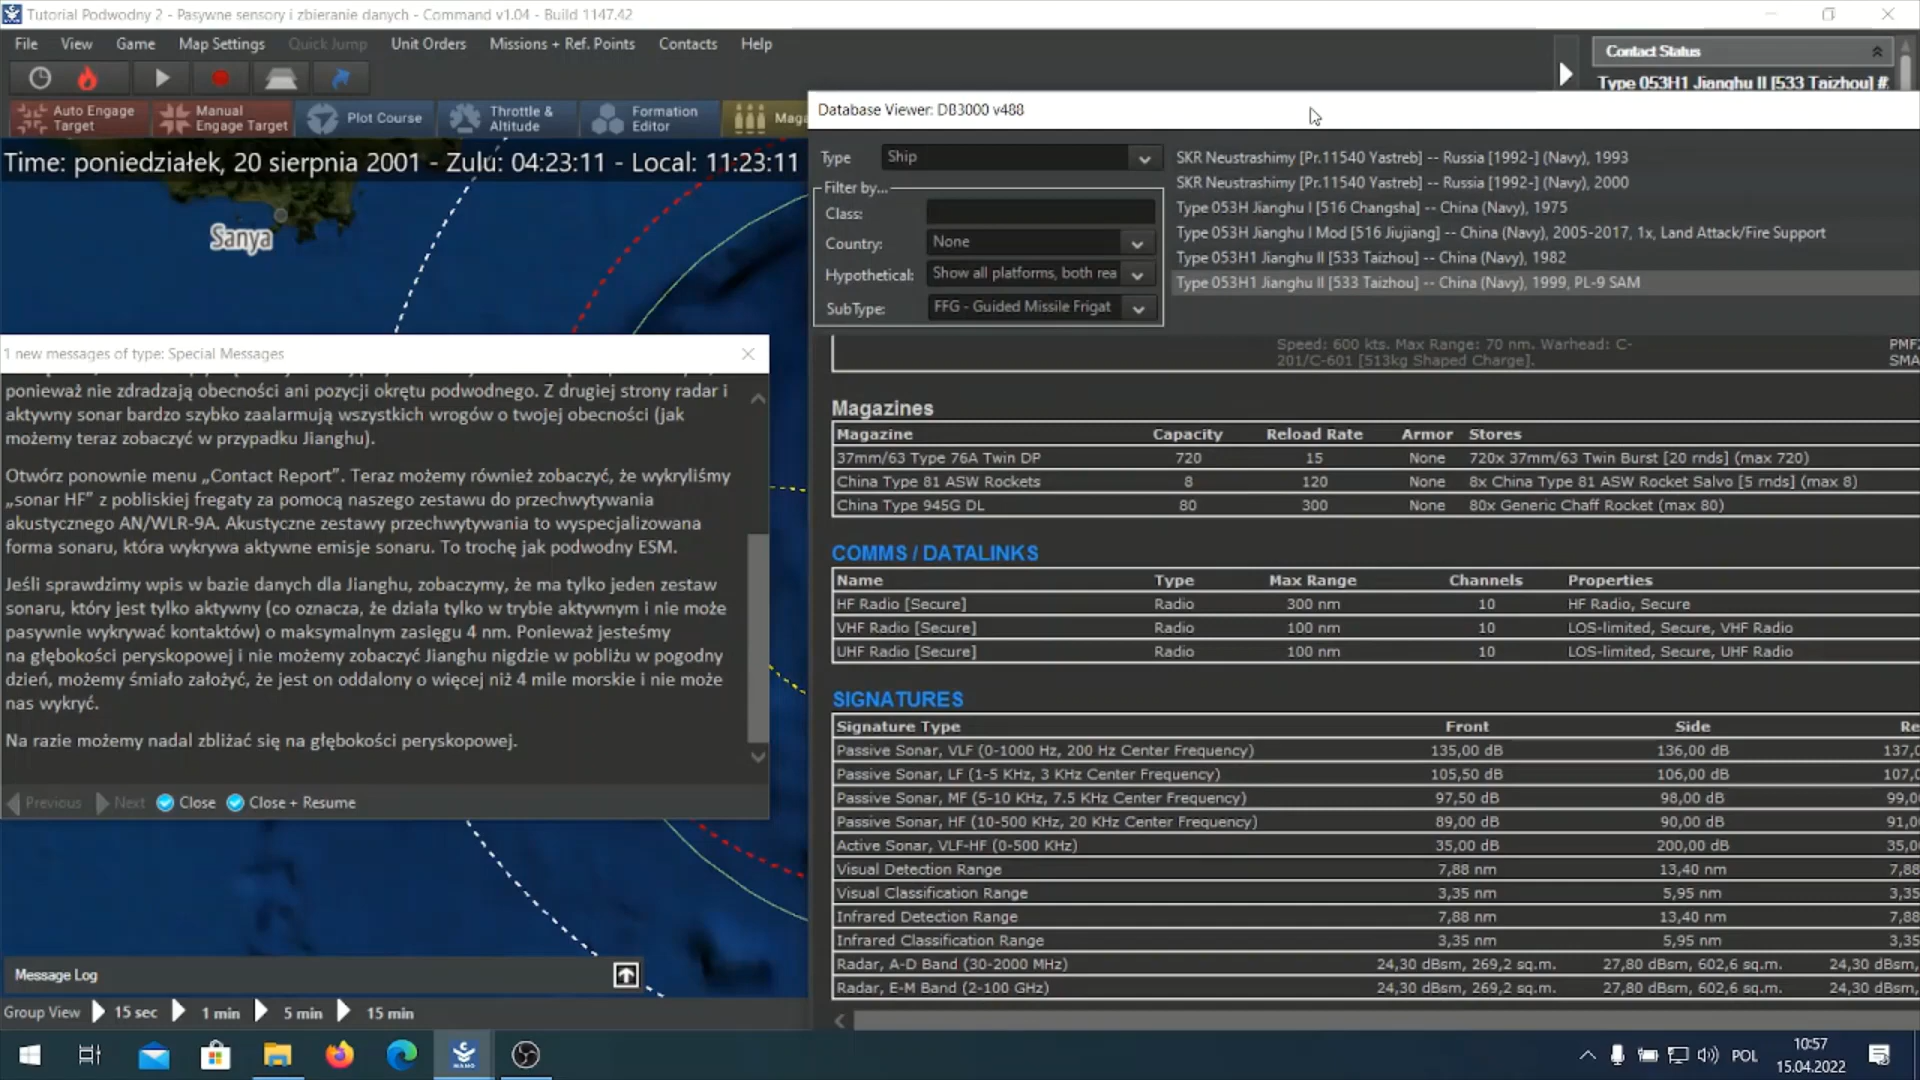 Tutorial Podwodny 2 - Pasywne sensory i zbieranie danych - Command v1.04 - Build 1147.42
File View Game Map Settings Quick Jump Unit Orders Missions + Ref. Points Contacts Help
Contact Status
Type 053H1 Jianghu II [533 Taizhou] #
Auto Engage Target
Manual Engage Target
Plot Course
Throttle & Altitude
Formation Editor
Maga
Time: poniedziałek, 20 sierpnia 2001 - Zulu: 04:23:11 - Local: 11:23:11
Sanya
Database Viewer: DB3000 v488
Type Ship
Filter by...
Class:
Country: None
Hypothetical: Show all platforms, both rea
SubType: FFG - Guided Missile Frigat
SKR Neustrashimy [Pr.11540 Yastreb] -- Russia [1992-] (Navy), 1993
SKR Neustrashimy [Pr.11540 Yastreb] -- Russia [1992-] (Navy), 2000
Type 053H Jianghu I [516 Changsha] -- China (Navy), 1975
Type 053H Jianghu I Mod [516 Jiujiang] -- China (Navy), 2005-2017, 1x, Land Attack/Fire Support
Type 053H1 Jianghu II [533 Taizhou] -- China (Navy), 1982
Type 053H1 Jianghu II [533 Taizhou] -- China (Navy), 1999, PL-9 SAM
Speed: 600 kts. Max Range: 70 nm. Warhead: C-
201/C-601 [513kg Shaped Charge].
SMA
Magazines
Magazine Capacity Reload Rate Armor Stores
37mm/63 Type 76A Twin DP 720 15 None 720x 37mm/63 Twin Burst [20 rnds] (max 720)
China Type 81 ASW Rockets 8 120 None 8x China Type 81 ASW Rocket Salvo [5 rnds] (max 8)
China Type 945G DL 80 300 None 80x Generic Chaff Rocket (max 80)
COMMS / DATALINKS
Name Type Max Range Channels Properties
HF Radio [Secure] Radio 300 nm 10 HF Radio, Secure
VHF Radio [Secure] Radio 100 nm 10 LOS-limited, Secure, VHF Radio
UHF Radio [Secure] Radio 100 nm 10 LOS-limited, Secure, UHF Radio
SIGNATURES
Signature Type Front Side Re
Passive Sonar, VLF (0-1000 Hz, 200 Hz Center Frequency) 135,00 dB 136,00 dB 137,0
Passive Sonar, LF (1-5 KHz, 3 KHz Center Frequency) 105,50 dB 106,00 dB 107,0
Passive Sonar, MF (5-10 KHz, 7.5 KHz Center Frequency) 97,50 dB 98,00 dB 99,0
Passive Sonar, HF (10-500 KHz, 20 KHz Center Frequency) 89,00 dB 90,00 dB 91,0
Active Sonar, VLF-HF (0-500 KHz) 35,00 dB 200,00 dB 35,0
Visual Detection Range 7,88 nm 13,40 nm 7,88
Visual Classification Range 3,35 nm 5,95 nm 3,35
Infrared Detection Range 7,88 nm 13,40 nm 7,88
Infrared Classification Range 3,35 nm 5,95 nm 3,35
Radar, A-D Band (30-2000 MHz) 24,30 dBsm, 269,2 sq.m. 27,80 dBsm, 602,6 sq.m. 24,30 dBsm,
Radar, E-M Band (2-100 GHz) 24,30 dBsm, 269,2 sq.m. 27,80 dBsm, 602,6 sq.m. 24,30 dBsm,
1 new messages of type: Special Messages
ponieważ nie zdradzają obecności ani pozycji okrętu podwodnego. Z drugiej strony radar i
aktywny sonar bardzo szybko zaalarmują wszystkich wrogów o twojej obecności (jak
możemy teraz zobaczyć w przypadku Jianghu).
Otwórz ponownie menu „Contact Report”. Teraz możemy również zobaczyć, że wykryliśmy
„sonar HF” z pobliskiej fregaty za pomocą naszego zestawu do przechwytywania
akustycznego AN/WLR-9A. Akustyczne zestawy przechwytywania to wyspecjalizowana
forma sonaru, która wykrywa aktywne emisje sonaru. To trochę jak podwodny ESM.
Jeśli sprawdzimy wpis w bazie danych dla Jianghu, zobaczymy, że ma tylko jeden zestaw
sonaru, który jest tylko aktywny (co oznacza, że działa tylko w trybie aktywnym i nie może
pasywnie wykrywać kontaktów) o maksymalnym zasięgu 4 nm. Ponieważ jesteśmy
na głębokości peryskopowej i nie możemy zobaczyć Jianghu nigdzie w pobliżu w pogodny
dzień, możemy śmiało założyć, że jest on oddalony o więcej niż 4 mile morskie i nie może
nas wykryć.
Na razie możemy nadal zbliżać się na głębokości peryskopowej.
Previous Next Close Close + Resume
Message Log
Group View 15 sec 1 min 5 min 15 min
POL
10:57
15.04.2022